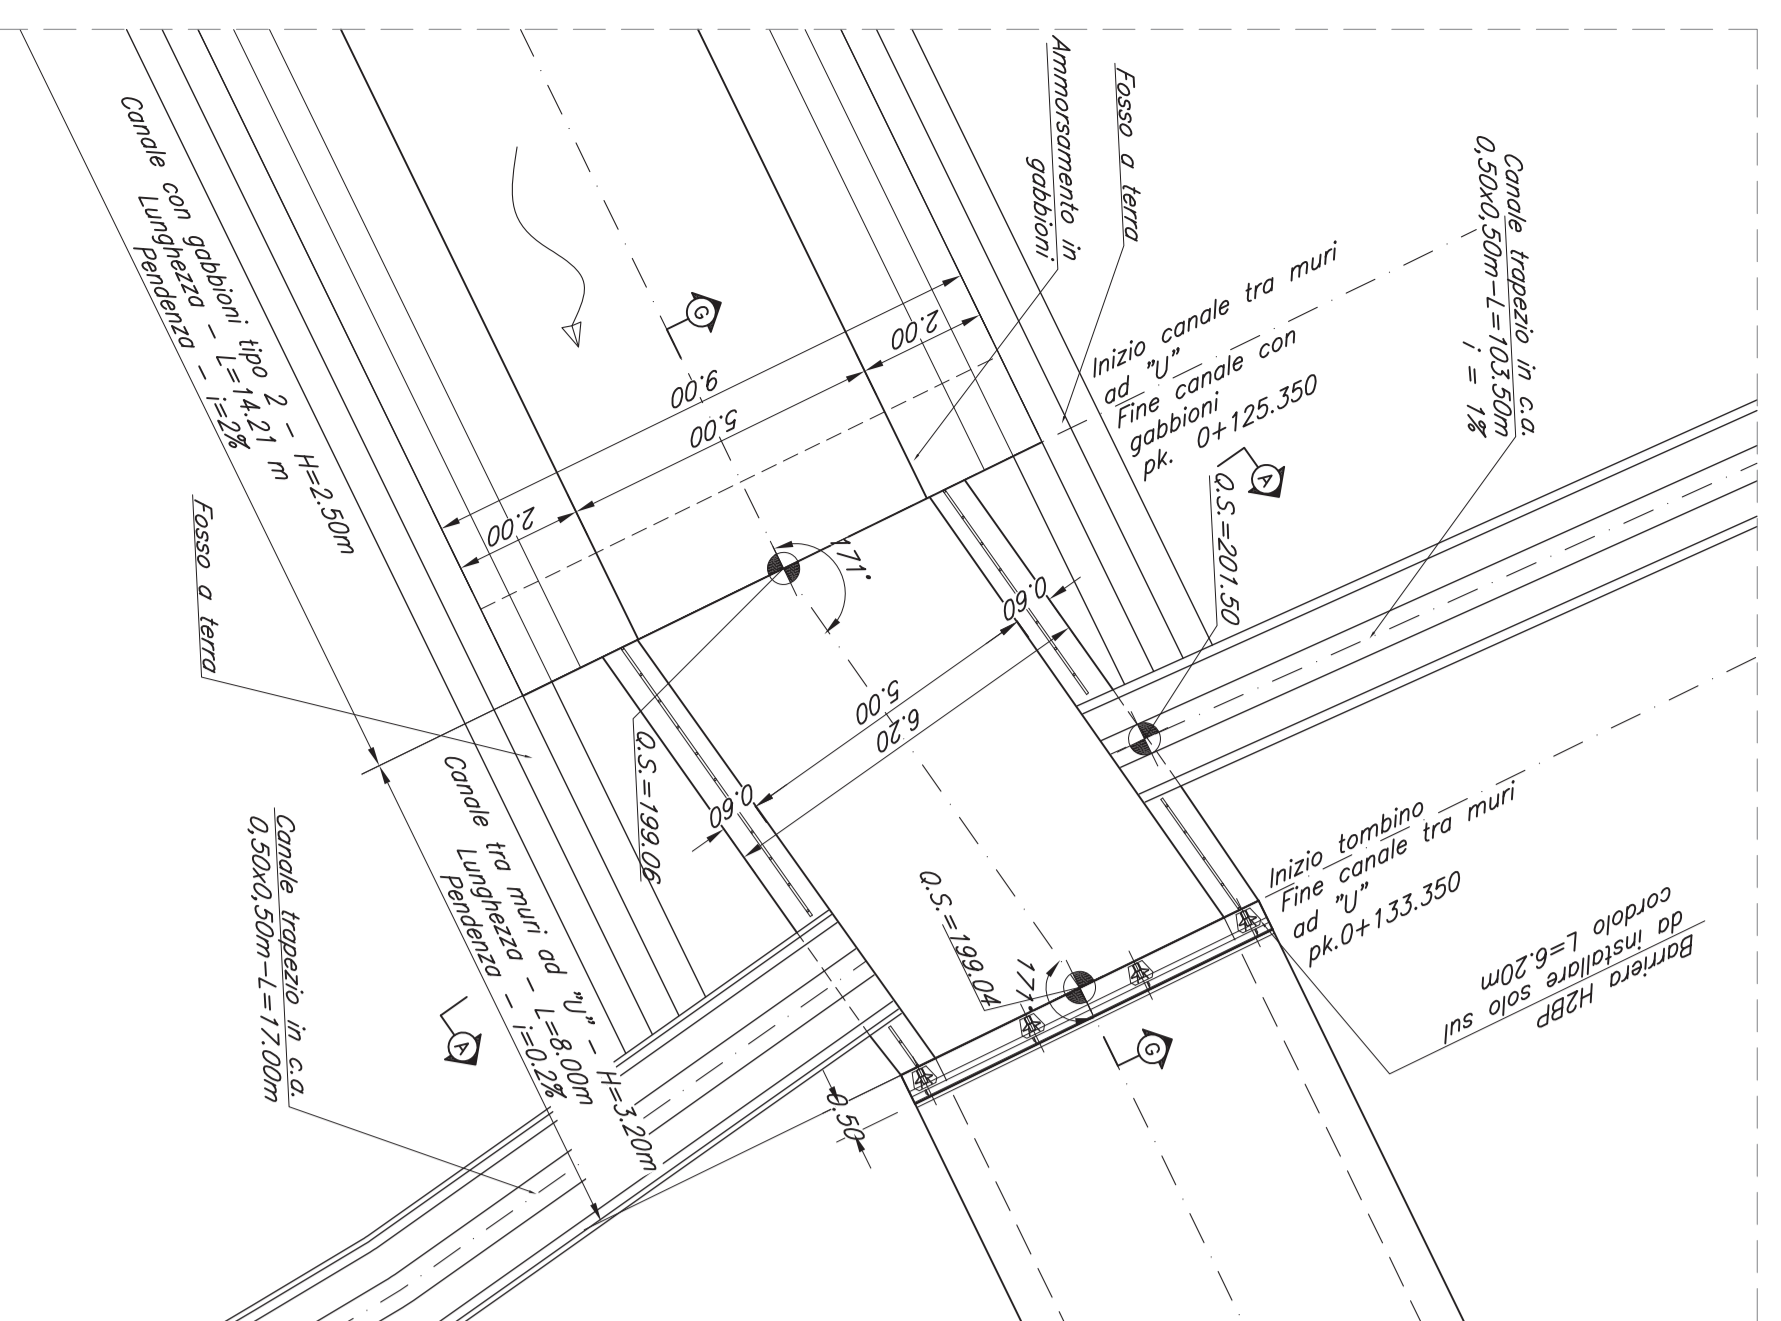 Fosso a terra
Ammorsamento in
gabbioni
Canale trapezio in c.a.
0,50x0,50m-L=103.50m
i = 1%
Canale con gabbioni tipo 2 - H=2.50m
Lunghezza - L=14.21 m
Pendenza - i=2%
Inizio canale tra muri
ad "U"
Fine canale con
gabbioni
pk. 0+125.350
G
2.00
9.00
5.00
2.00
A
Q.S.=201.50
171°
Fosso a terra
0.60
5.00
6.20
0.60
Q.S.=199.06
Canale tra muri ad "U" - H=3.20m
Lunghezza - L=8.00m
Pendenza - i=0.2%
Inizio tombino
Fine canale tra muri
ad "U"
pk.0+133.350
Canale trapezio in c.a.
0,50x0,50m-L=17.00m
Q.S.=199.04
171°
Barriera H2BP
da installare solo sul
cordolo L=6.20m
G
A
0.50